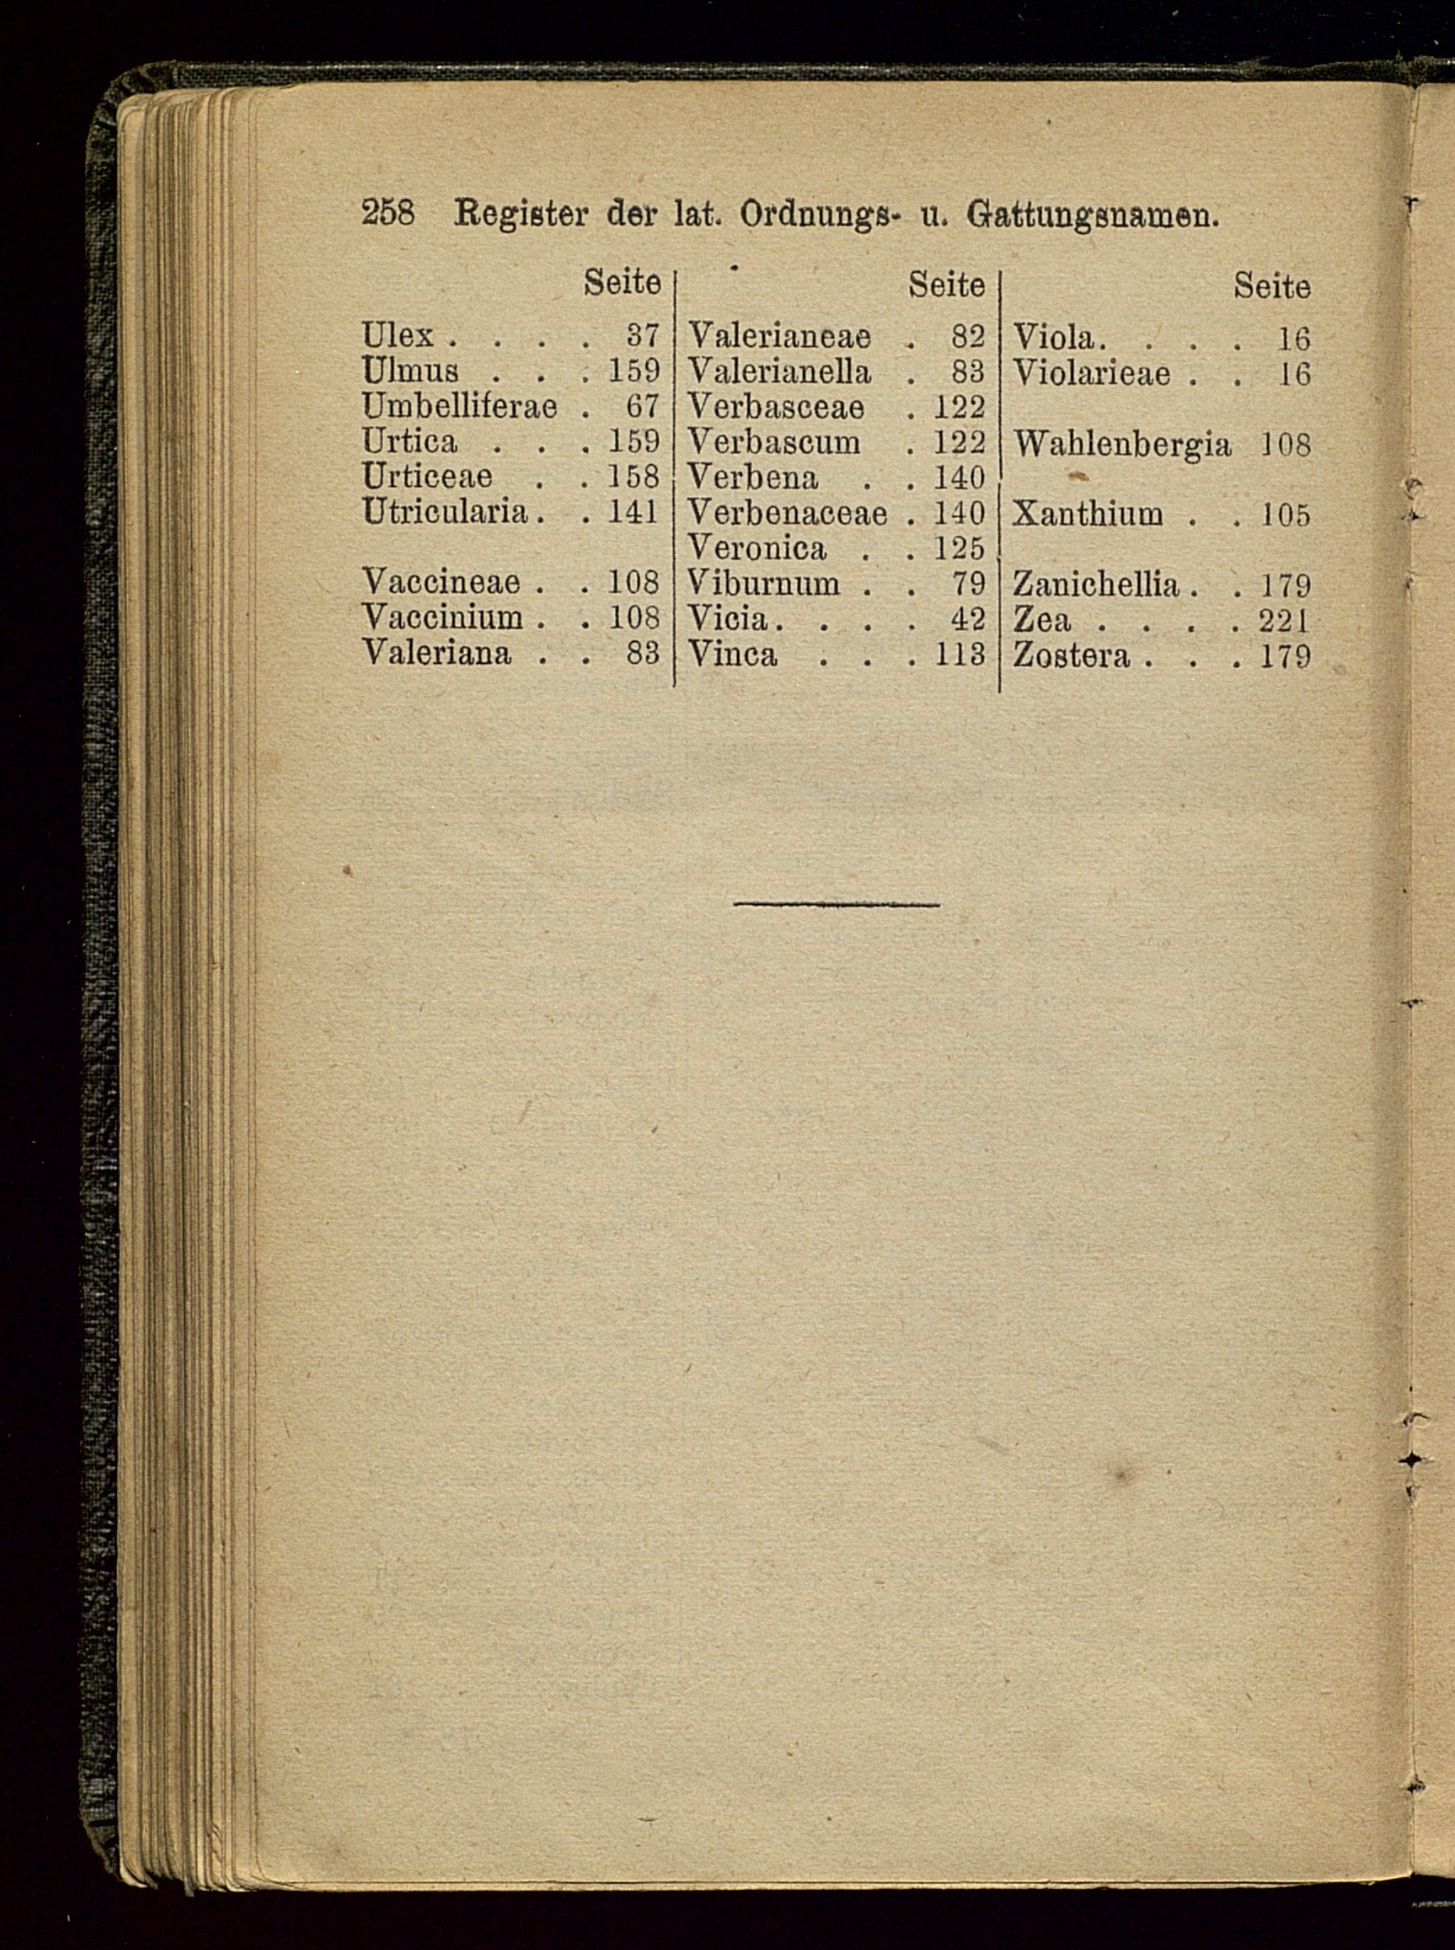 258 Register der lat. Ordnungs- u. Gattungsnamen.
Seite
Ulex . . . . 37
Ulmus . . . 159
Umbelliferae . 67
Urtica . . . 159
Urticeae . . 158
Utricularia . . 141
Vaccineae . . 108
Vaccinium . . 108
Valeriana . . 83
Seite
Valerianeae . 82
Valerianella . 83
Verbasceae . 122
Verbascum . 122
Verbena . . 140
Verbenaceae . 140
Veronica . . 125
Viburnum . . 79
Vicia . . . . 42
Vinca . . . 113
Seite
Viola . . . . 16
Violarieae . . 16
Wahlenbergia 108
Xanthium . . 105
Zanichellia . . 179
Zea . . . . 221
Zostera . . . 179